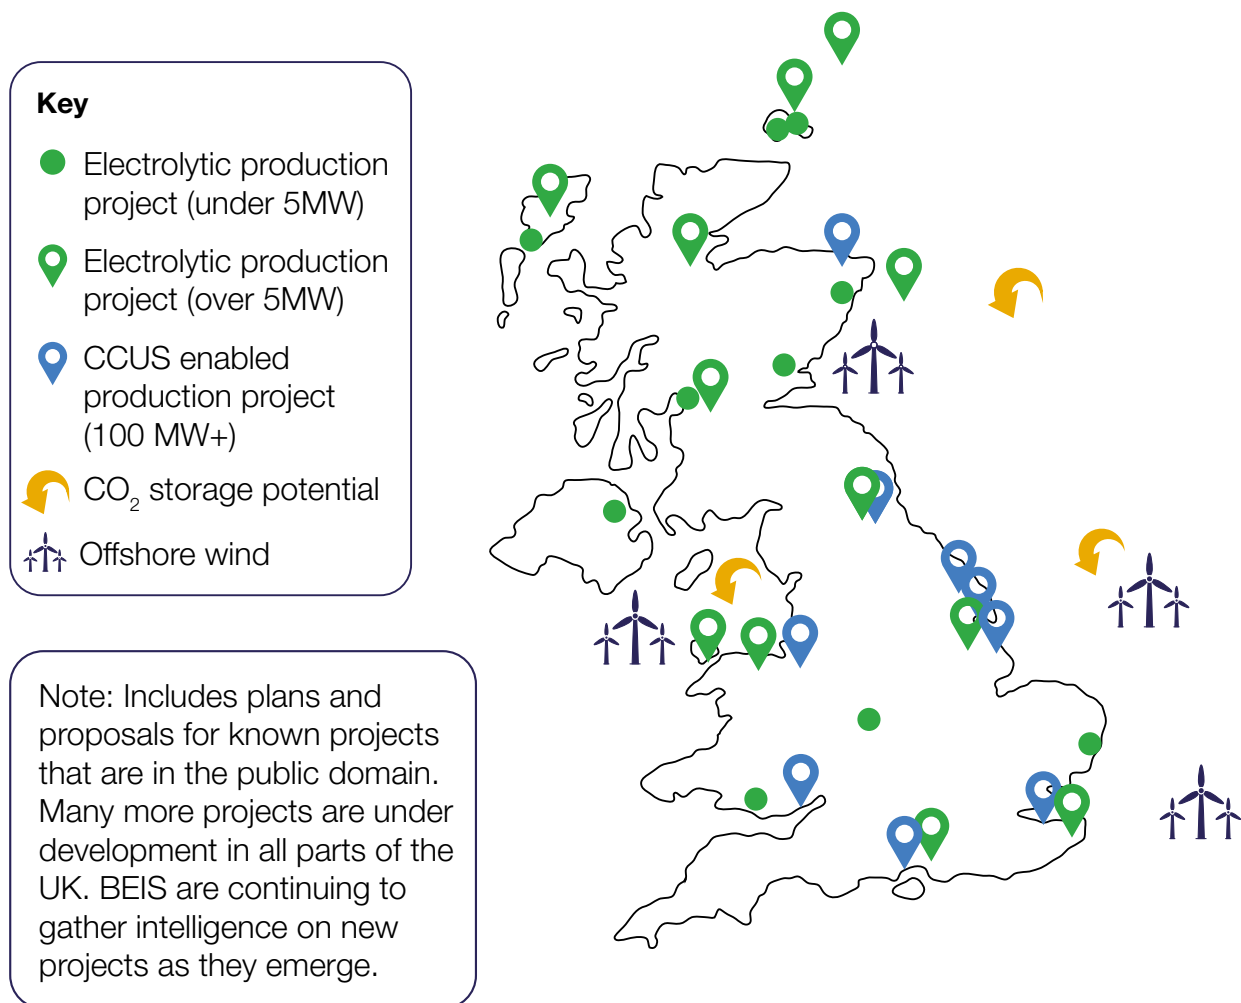 Key
Electrolytic production
project (under 5MW)
Electrolytic production
project (over 5MW)
CCUS enabled
production project
(100 MW+)
CO₂ storage potential
Offshore wind
Note: Includes plans and
proposals for known projects
that are in the public domain.
Many more projects are under
development in all parts of the
UK. BEIS are continuing to
gather intelligence on new
projects as they emerge.